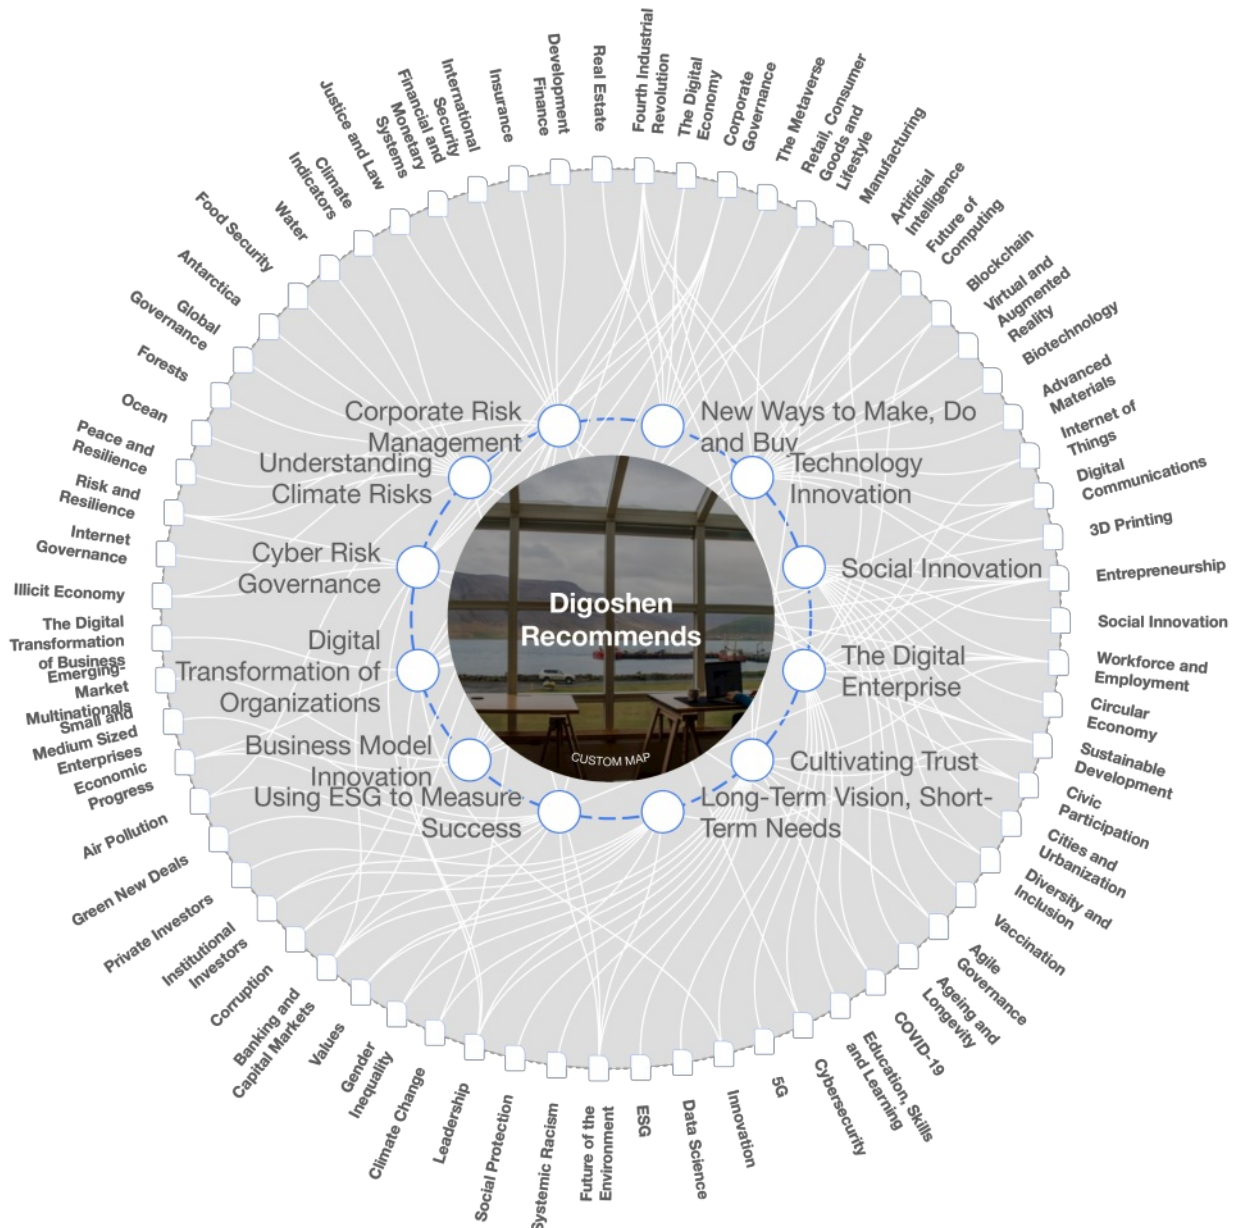 Digoshen
Recommends
CUSTOM MAP
Corporate Risk
Management
New Ways to Make, Do
and Buy
Understanding
Climate Risks
Technology
Innovation
Cyber Risk
Governance
Social Innovation
Digital
Transformation of
Organizations
The Digital
Enterprise
Business Model
Innovation
Cultivating Trust
Using ESG to Measure
Success
Long-Term Vision, Short-
Term Needs
Real Estate
Fourth Industrial
Revolution
The Digital
Economy
Corporate
Governance
The Metaverse
Retail, Consumer
Goods and
Lifestyle
Manufacturing
Artificial
Intelligence
Future of
Computing
Blockchain
Virtual and
Augmented
Reality
Biotechnology
Advanced
Materials
Internet of
Things
Digital
Communications
3D Printing
Entrepreneurship
Social Innovation
Workforce and
Employment
Circular
Economy
Sustainable
Development
Civic
Participation
Cities and
Urbanization
Diversity and
Inclusion
Vaccination
Agile
Governance
Ageing and
Longevity
COVID-19
Education, Skills
and Learning
Cybersecurity
5G
Innovation
Data Science
ESG
Future of the
Environment
Systemic Racism
Social Protection
Leadership
Climate Change
Gender
Inequality
Values
Banking and
Capital Markets
Corruption
Institutional
Investors
Private Investors
Green New Deals
Air Pollution
Economic
Progress
Small and
Medium Sized
Enterprises
Emerging-
Market
Multinationals
The Digital
Transformation
of Business
Illicit Economy
Internet
Governance
Risk and
Resilience
Peace and
Resilience
Ocean
Forests
Global
Governance
Antarctica
Food Security
Water
Climate
Indicators
Justice and Law
Financial and
Monetary
Systems
International
Security
Insurance
Development
Finance